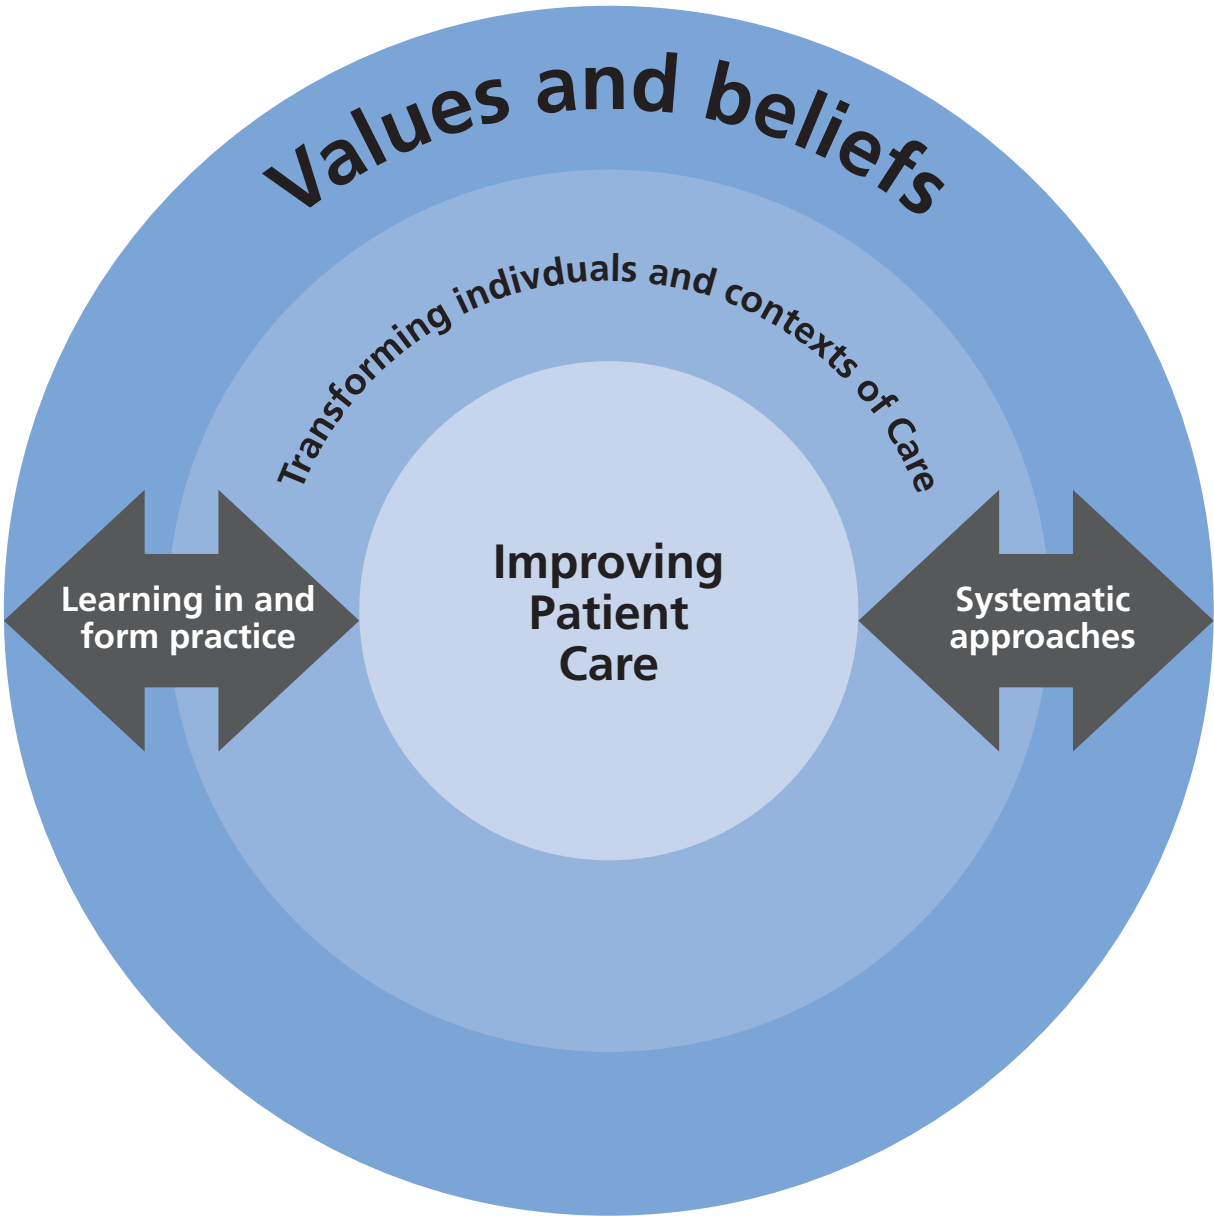 Values and beliefs
Transforming indivduals and contexts of Care
Improving
Patient
Care
Learning in and
form practice
Systematic
approaches